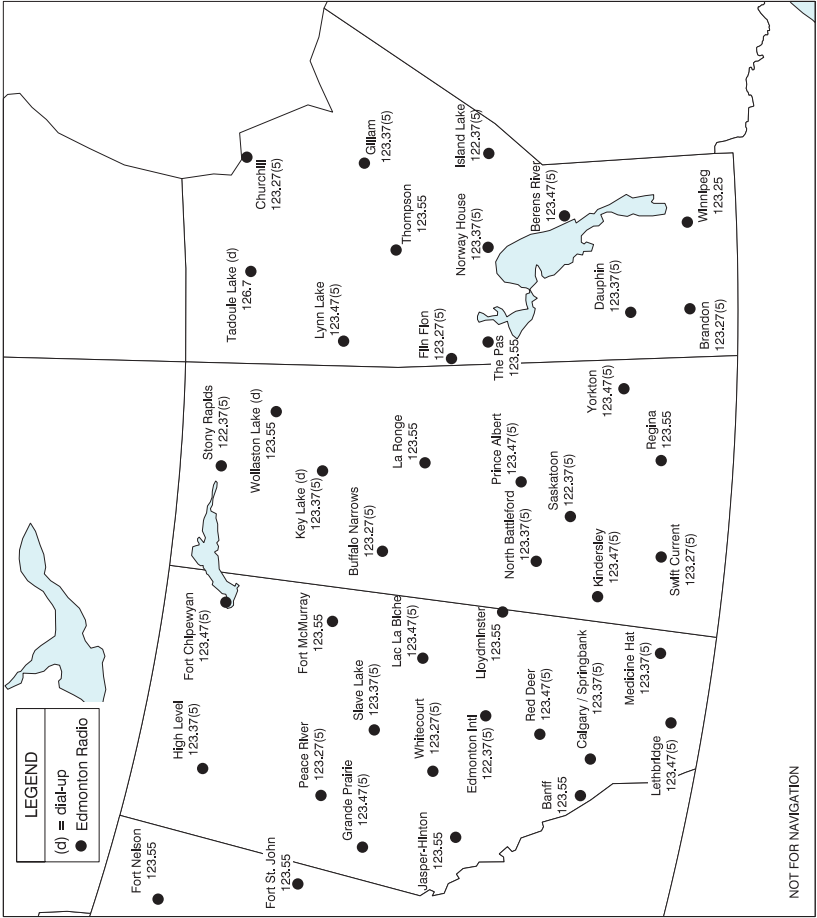 LEGEND
(d) = dial-up
Edmonton Radio
Fort Nelson
123.55
Fort St. John
123.55
High Level
123.37(5)
Fort Chipewyan
123.47(5)
Peace River
123.27(5)
Fort McMurray
123.55
Grande Prairie
123.47(5)
Slave Lake
123.37(5)
Lac La Biche
123.47(5)
Whitecourt
123.27(5)
Jasper-Hinton
123.55
Edmonton Intl
122.37(5)
Lloydminster
123.55
Red Deer
123.47(5)
Banff
123.55
Calgary / Springbank
123.37(5)
Medicine Hat
123.37(5)
Lethbridge
123.47(5)
Stony Rapids
122.37(5)
Wollaston Lake (d)
123.55
Key Lake (d)
123.37(5)
Buffalo Narrows
123.27(5)
La Ronge
123.55
Prince Albert
123.47(5)
North Battleford
123.37(5)
Saskatoon
122.37(5)
Kindersley
123.47(5)
Swift Current
123.27(5)
Regina
123.55
Yorkton
123.47(5)
Churchill
123.27(5)
Tadoule Lake (d)
126.7
Lynn Lake
123.47(5)
Gillam
123.37(5)
Thompson
123.55
Flin Flon
123.27(5)
The Pas
123.55
Norway House
123.37(5)
Island Lake
122.37(5)
Berens River
123.47(5)
Dauphin
123.37(5)
Brandon
123.27(5)
Winnipeg
123.25
NOT FOR NAVIGATION